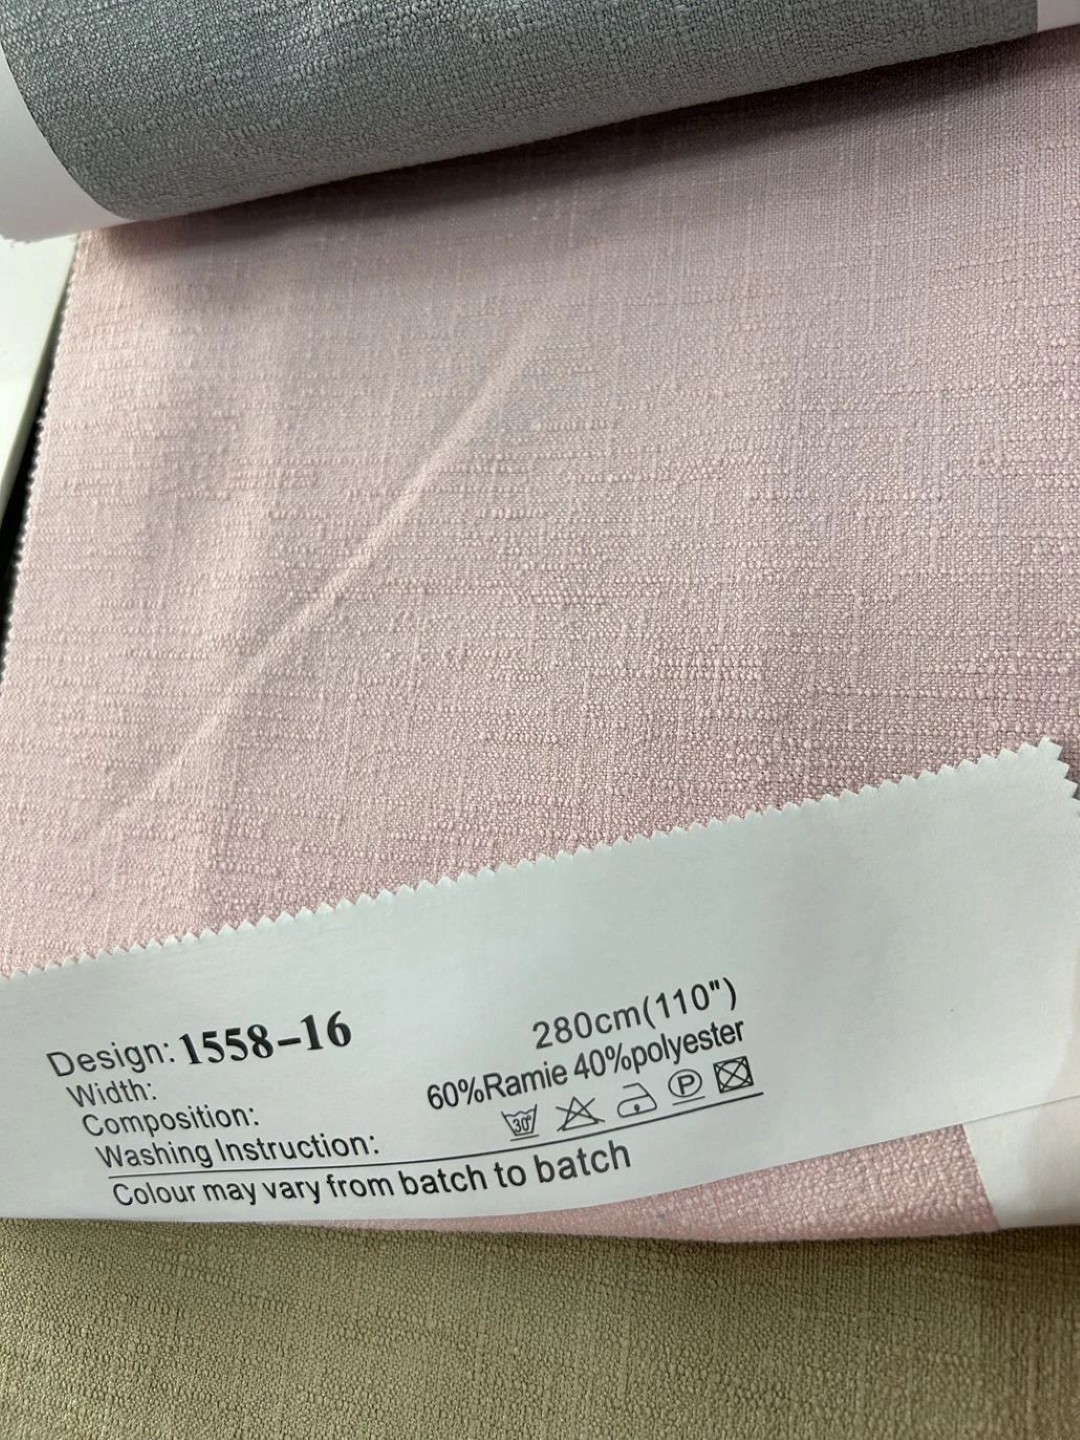 Design: 1558-16
Width: 280cm(110")
Composition: 60%Ramie 40%polyester
Washing Instruction: 30° P
Colour may vary from batch to batch